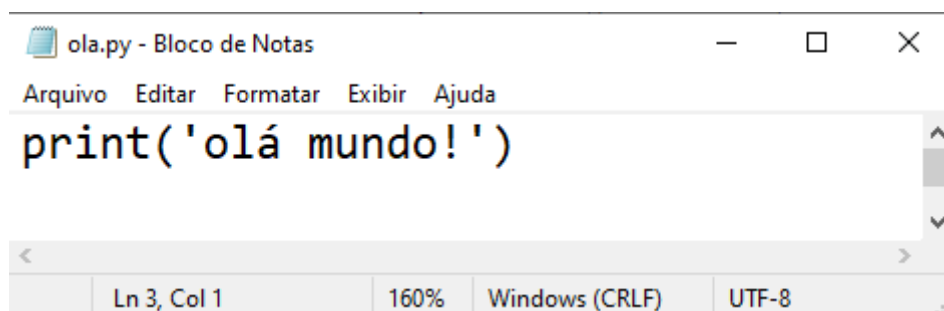 ola.py - Bloco de Notas
Arquivo Editar Formatar Exibir Ajuda
print('olá mundo!')
Ln 3, Col 1 160% Windows (CRLF) UTF-8